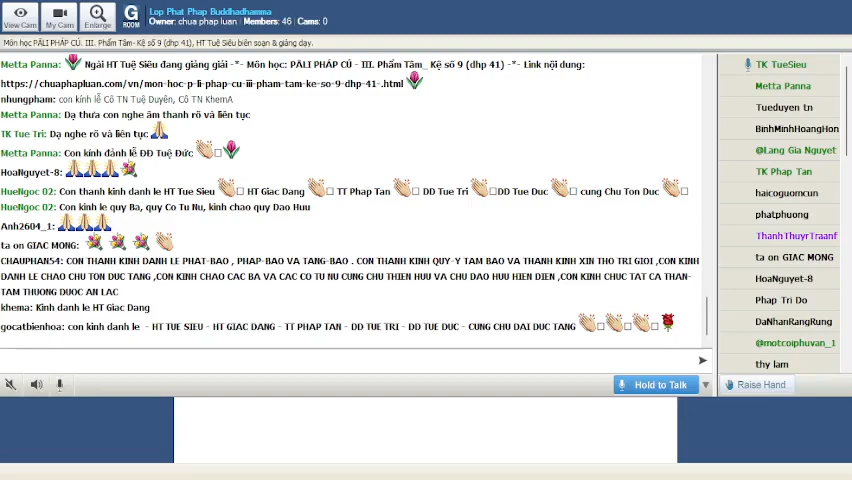 Lop Phat Phap Buddhadhamma
Owner: chua phap luan Members: 46 Cams: 0
View Cam
My Cam
Enlarge
G
ROOM
Môn học PĀLI PHÁP CÚ. III. Phẩm Tâm-Kệ số 9 (dhp 41), HT Tuệ Siêu biên soạn & giảng dạy.
Metta Panna: Ngài HT Tuệ Siêu đang giảng giải -*- Môn học: PĀLI PHÁP CÚ - III. Phẩm Tâm_ Kệ số 9 (dhp 41) -*- Link nội dung:
https://chuaphapluan.com/vn/mon-hoc-p-li-phap-cu-iii-pham-tam-ke-so-9-dhp-41-.html
nhungpham: con kính lễ Cô TN Tuệ Duyên, Cô TN KhemA
Metta Panna: Dạ thưa con nghe âm thanh rõ và liên tục
TK Tue Tri: Dạ nghe rõ và liên tục
Metta Panna: Con kính đảnh lễ ĐĐ Tuệ Đức
HoaNguyet-8:
HueNgoc 02: Con thanh kinh danh le HT Tue Sieu HT Giac Dang TT Phap Tan DD Tue Tri DD Tue Duc cung Chu Ton Duc
HueNgoc 02: Con kinh le quy Ba, quy Co Tu Nu, kinh chao quy Dao Huu
Anh2604_1:
ta on GIAC MONG:
CHAUPHAN54: CON THANH KINH DANH LE PHAT-BAO , PHAP-BAO VA TANG-BAO . CON THANH KINH QUY-Y TAM BAO VA THANH KINH XIN THO TRI GIOI ,CON KINH
DANH LE CHAO CHU TON DUC TANG ,CON KINH CHAO CAC BA VA CAC CO TU NU CUNG CHU THIEN HUU VA CHU DAO HUU HIEN DIEN ,CON KINH CHUC TAT CA THAN-
TAM THUONG DUOC AN LAC
khema: Kinh danh le HT Giac Dang
gocatbienhoa: con kinh danh le - HT TUE SIEU - HT GIAC DANG - TT PHAP TAN - DD TUE TRI - DD TUE DUC - CUNG CHU DAI DUC TANG
Hold to Talk
TK TueSieu
Metta Panna
Tueduyen tn
BinhMinhHoangHon
@Lang Gia Nguyet
TK Phap Tan
haicoguomcun
phatphuong
ThanhThuyrTraanf
ta on GIAC MONG
HoaNguyet-8
Phap Tri Do
DaNhanRangRung
@motcoiphuvan_1
thy lam
Raise Hand